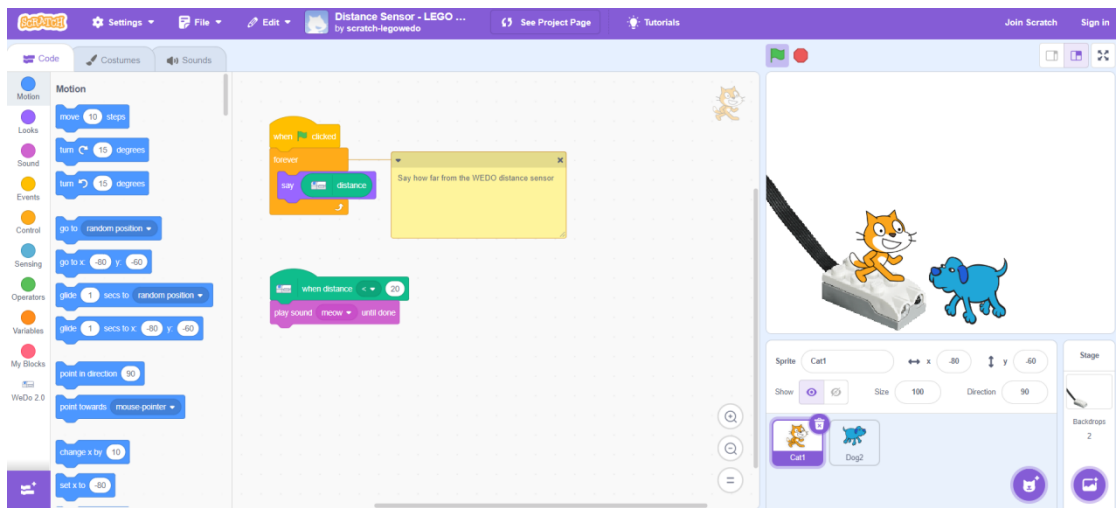 SCRATCH
Settings
File
Edit
Distance Sensor - LEGO ...
by scratch-legowedo
See Project Page
Tutorials
Join Scratch
Sign in
Code
Costumes
Sounds
Motion
Looks
Sound
Events
Control
Sensing
Operators
Variables
My Blocks
WeDo 2.0
Motion
move 10 steps
turn 15 degrees
turn 15 degrees
go to random position
go to x: -80 y: -60
glide 1 secs to random position
glide 1 secs to x: -80 y: -60
point in direction 90
point towards mouse-pointer
change x by 10
set x to -80
when clicked
forever
say distance
Say how far from the WEDO distance sensor
when distance < 20
play sound meow until done
Sprite Cat1 x -80 y -60
Show Size 100 Direction 90
Cat1
Dog2
Stage
Backdrops
2